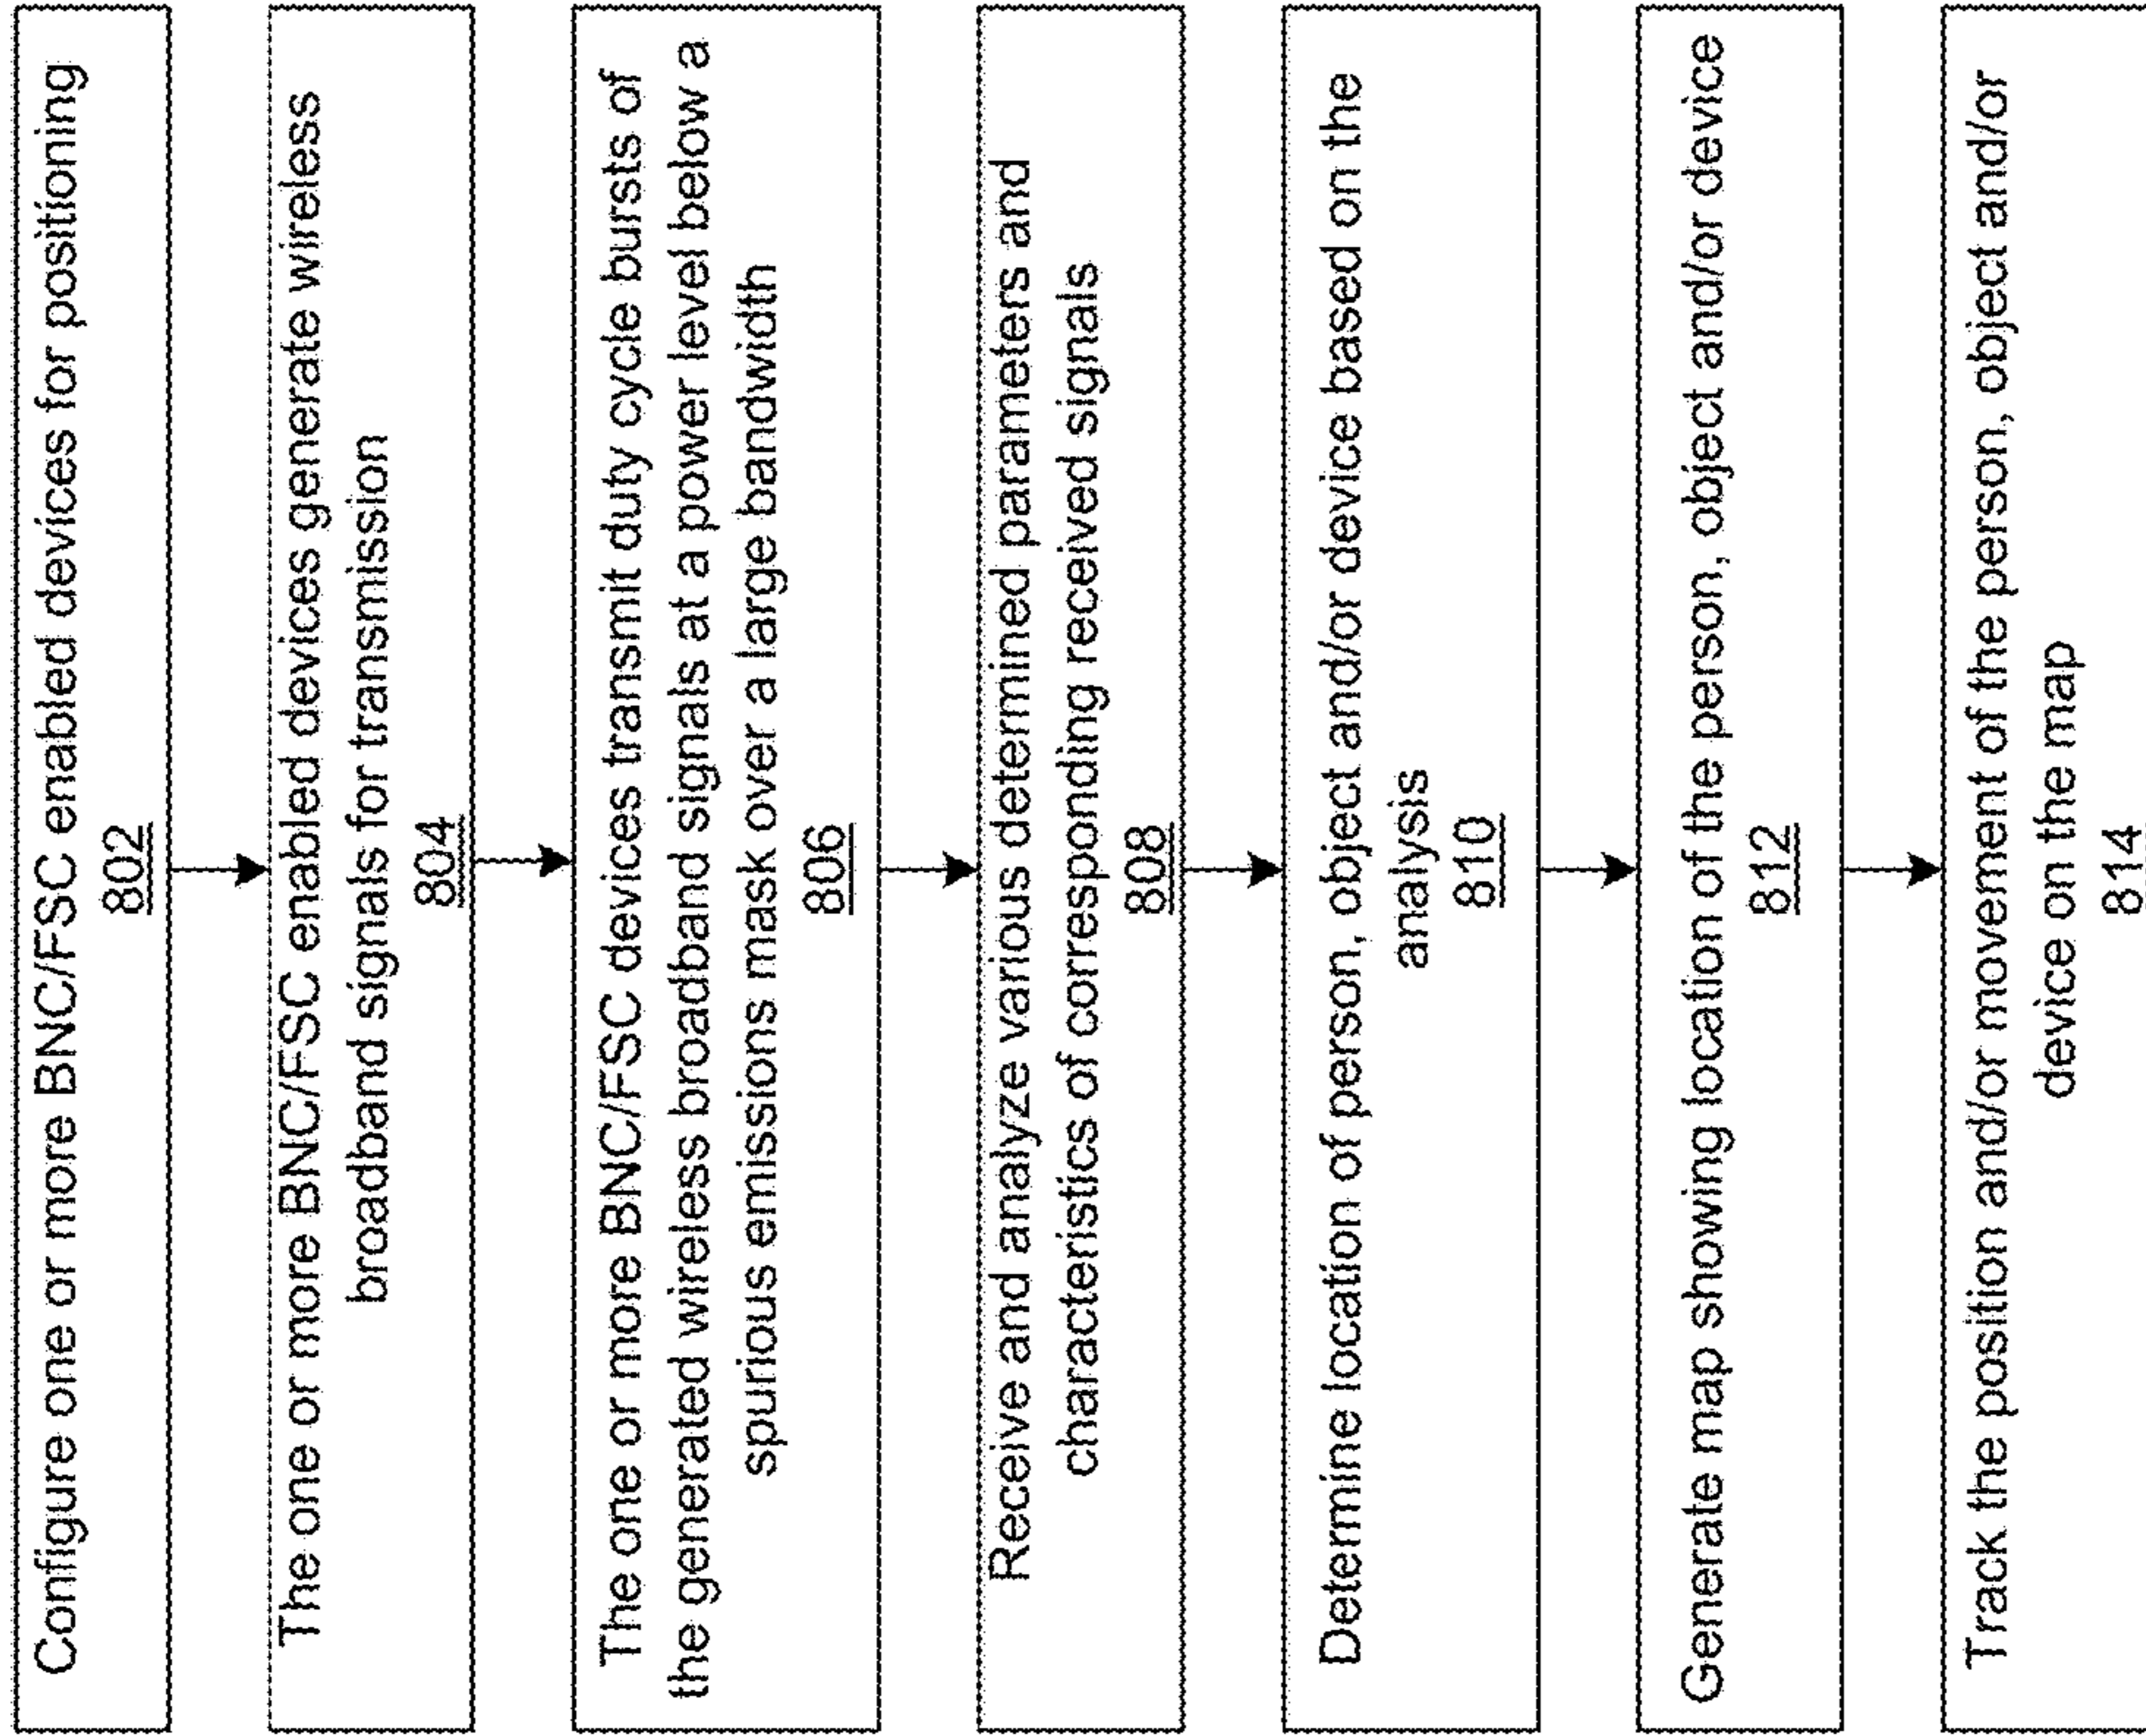 Configure one or more BNC/FSC enabled devices for positioning
802
The one or more BNC/FSC enabled devices generate wireless
broadband signals for transmission
804
The one or more BNC/FSC devices transmit duty cycle bursts of
the generated wireless broadband signals at a power level below a
spurious emissions mask over a large bandwidth
806
Receive and analyze various determined parameters and
characteristics of corresponding received signals
808
Determine location of person, object and/or device based on the
analysis
810
Generate map showing location of the person, object and/or device
812
Track the position and/or movement of the person, object and/or
device on the map
814